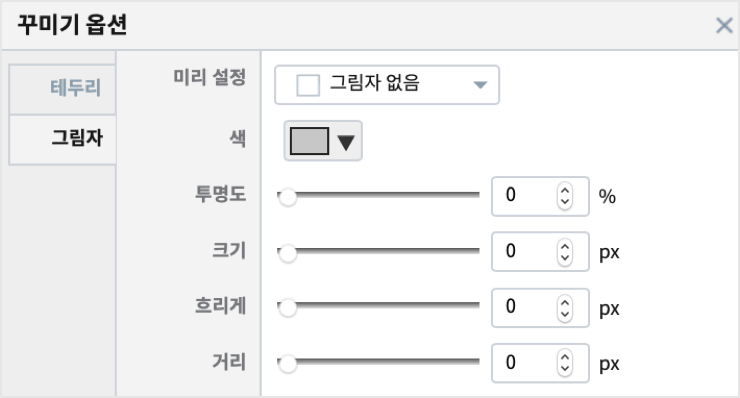 꾸미기 옵션
테두리
그림자
미리 설정 그림자 없음
색
투명도 0 %
크기 0 px
흐리게 0 px
거리 0 px